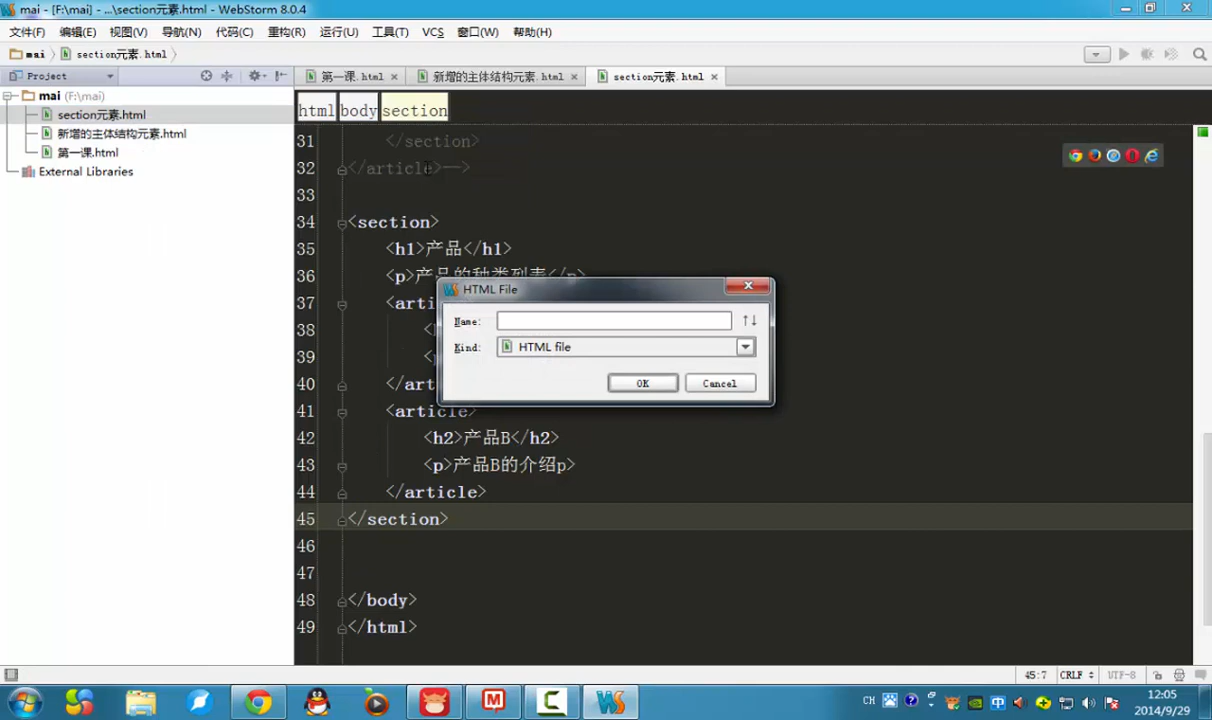 mai - [F:\mai] - ...\section元素.html - WebStorm 8.0.4
文件(F) 编辑(E) 视图(V) 导航(N) 代码(C) 重构(R) 运行(U) 工具(T) VCS 窗口(W) 帮助(H)
mai section元素.html
Project
第一课.html 新增的主体结构元素.html section元素.html
mai (F:\mai)
section元素.html
新增的主体结构元素.html
第一课.html
External Libraries
html body section
31 </section>
32 </article>-->
33
34 <section>
35 <h1>产品</h1>
36 <p>产品的种类列表</p>
37 <arti
38 <
39 <
40 </art
41 <article>
42 <h2>产品B</h2>
43 <p>产品B的介绍p>
44 </article>
45 </section>
46
47
48 </body>
49 </html>
HTML File
Name:
Kind: HTML file
OK Cancel
45:7 CRLF UTF-8
CH 中 12:05
2014/9/29